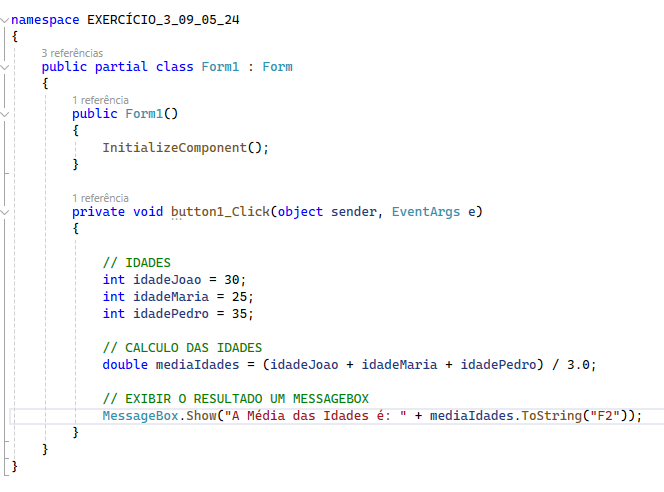 namespace EXERCÍCIO_3_09_05_24
{
3 referências
public partial class Form1 : Form
{
1 referência
public Form1()
{
InitializeComponent();
}
1 referência
private void button1_Click(object sender, EventArgs e)
{
// IDADES
int idadeJoao = 30;
int idadeMaria = 25;
int idadePedro = 35;
// CALCULO DAS IDADES
double mediaIdades = (idadeJoao + idadeMaria + idadePedro) / 3.0;
// EXIBIR O RESULTADO UM MESSAGEBOX
MessageBox.Show("A Média das Idades é: " + mediaIdades.ToString("F2"));
}
}
}